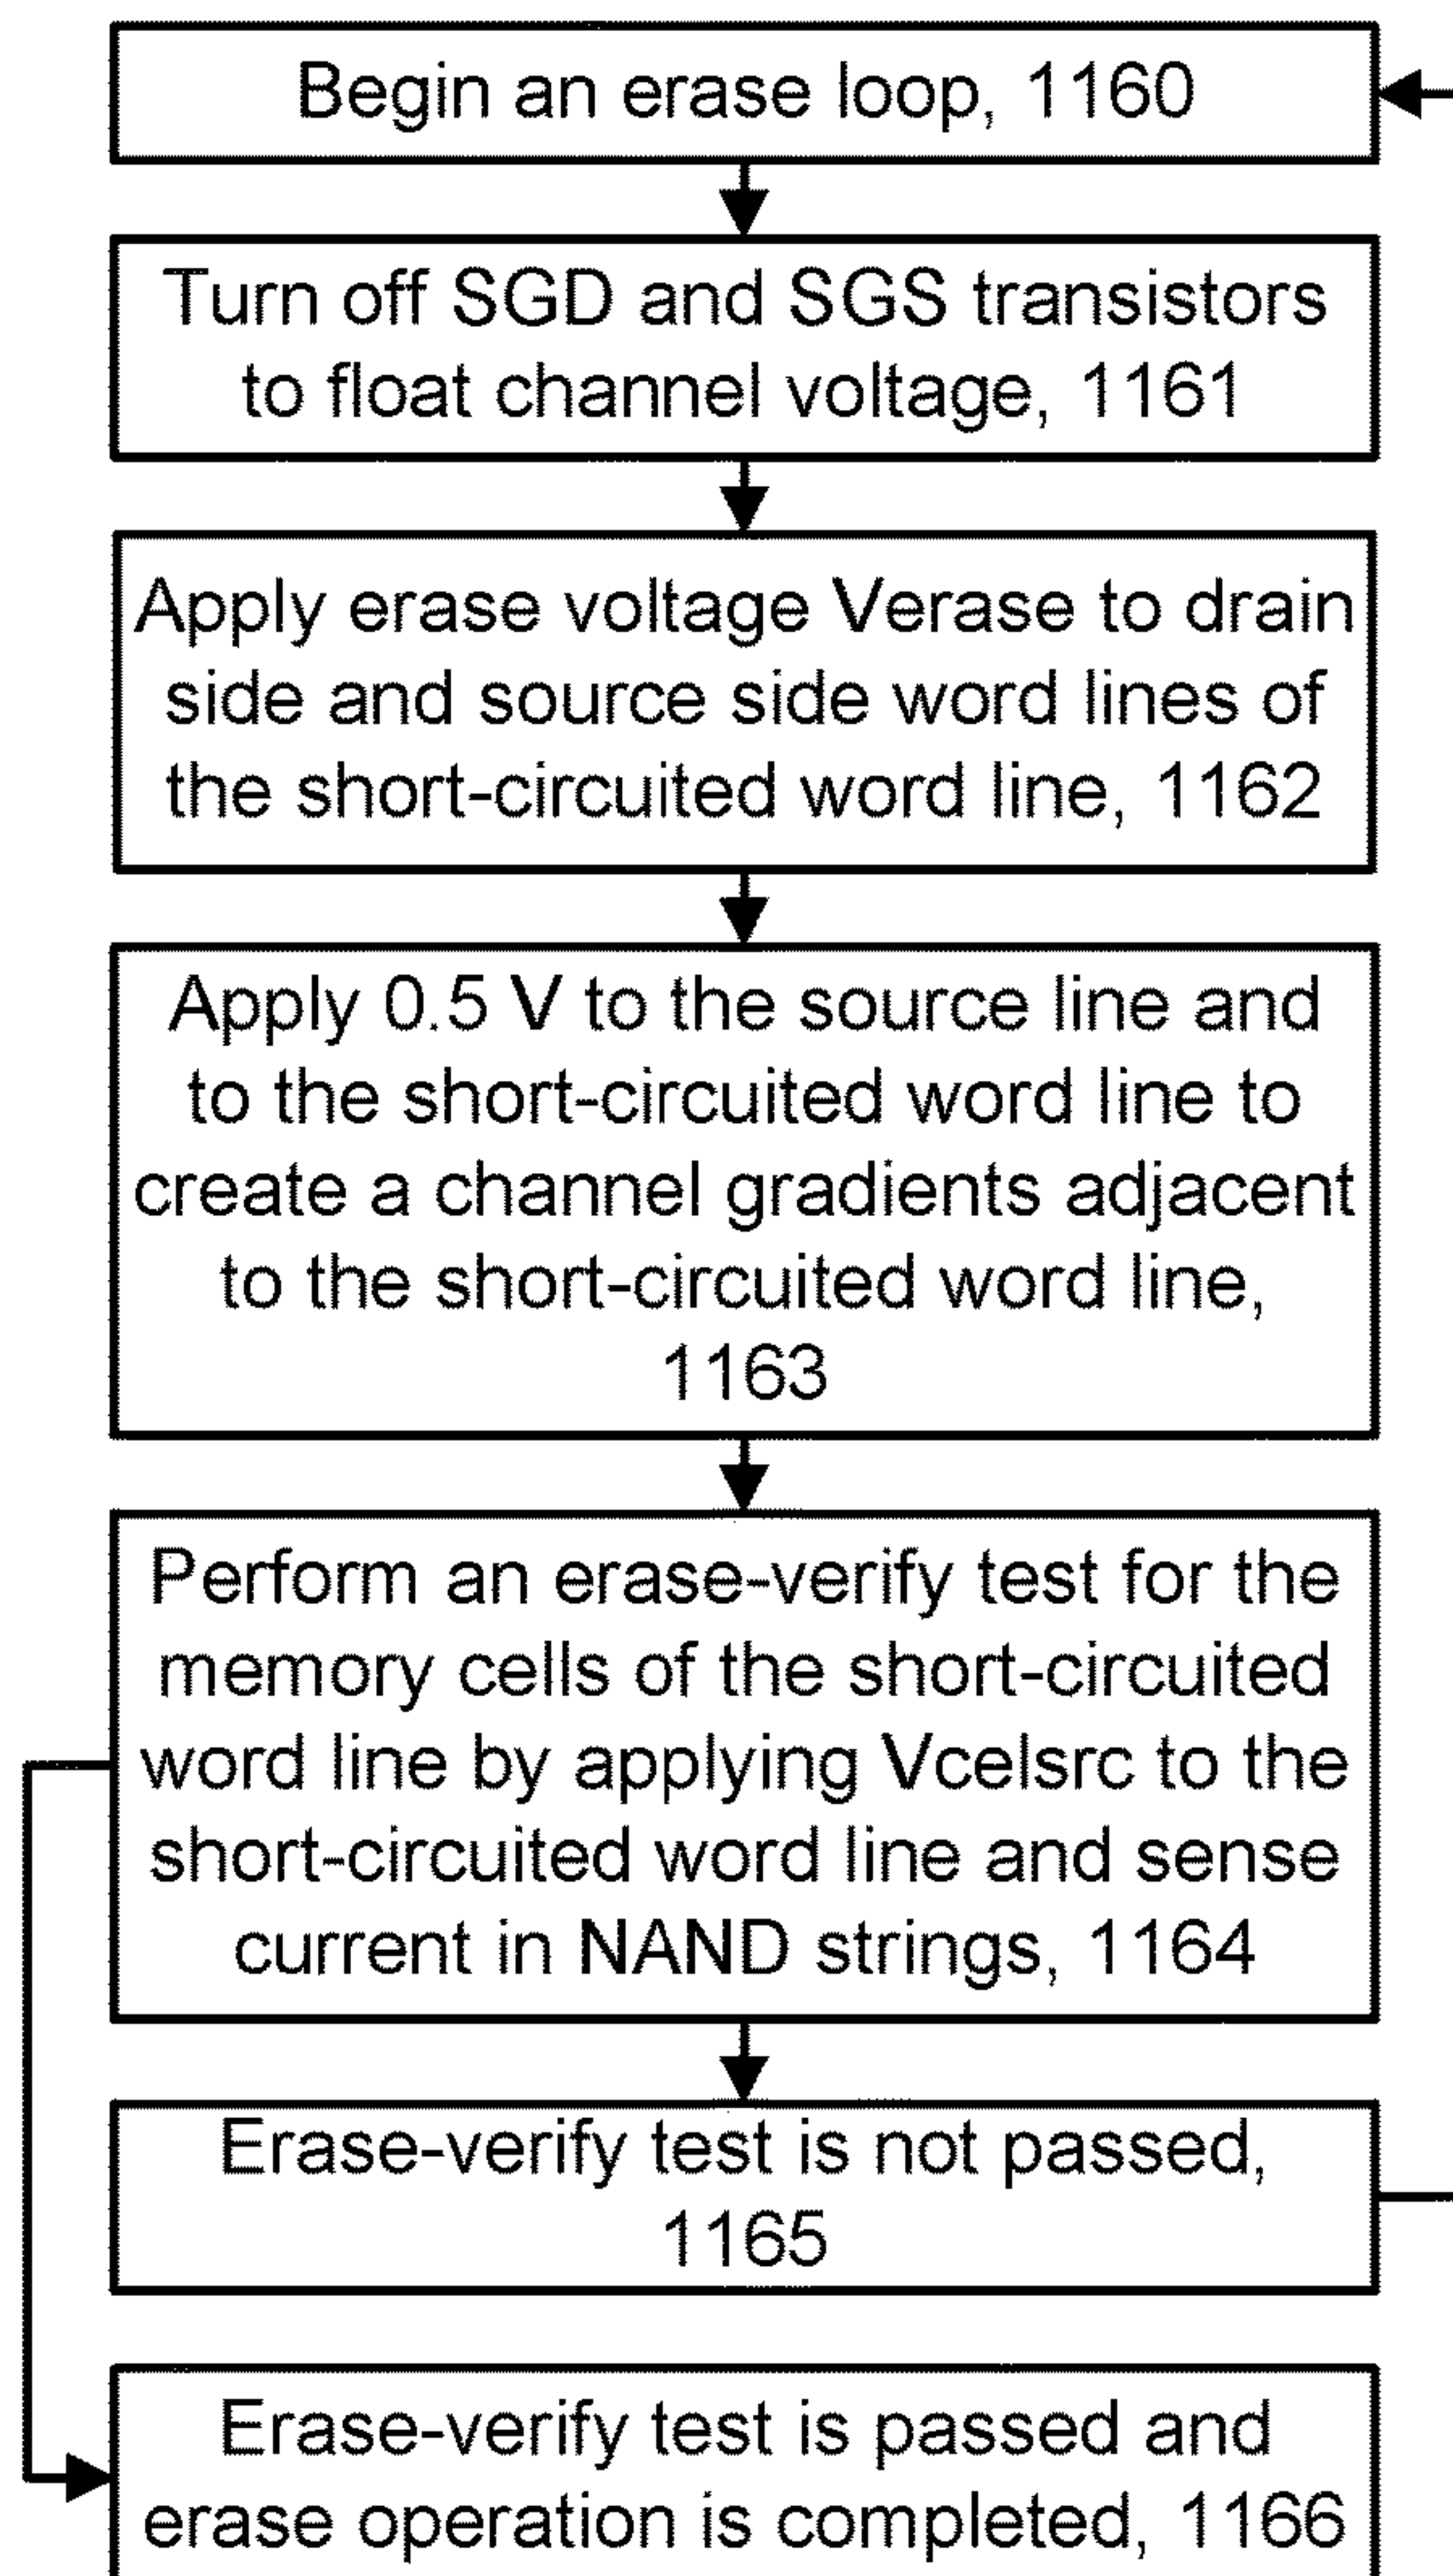 Begin an erase loop, 1160
Turn off SGD and SGS transistors
to float channel voltage, 1161
Apply erase voltage Verase to drain
side and source side word lines of
the short-circuited word line, 1162
Apply 0.5 V to the source line and
to the short-circuited word line to
create a channel gradients adjacent
to the short-circuited word line,
1163
Perform an erase-verify test for the
memory cells of the short-circuited
word line by applying Vcelsrc to the
short-circuited word line and sense
current in NAND strings, 1164
Erase-verify test is not passed,
1165
Erase-verify test is passed and
erase operation is completed, 1166